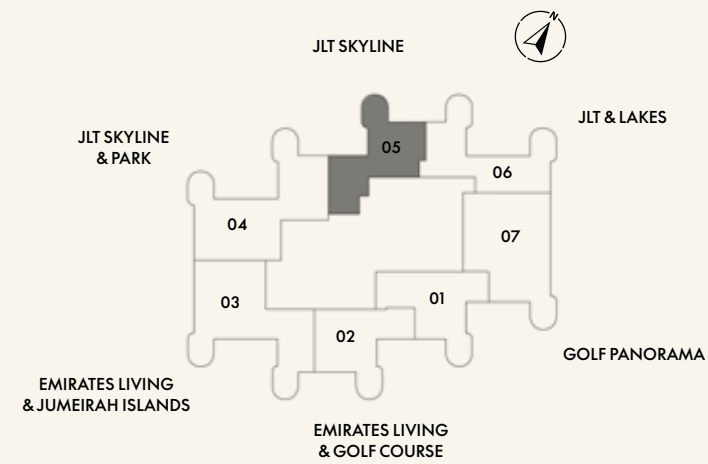 N
JLT SKYLINE
JLT & LAKES
JLT SKYLINE
& PARK
05
06
04
07
03
01
02
GOLF PANORAMA
EMIRATES LIVING
& JUMEIRAH ISLANDS
EMIRATES LIVING
& GOLF COURSE